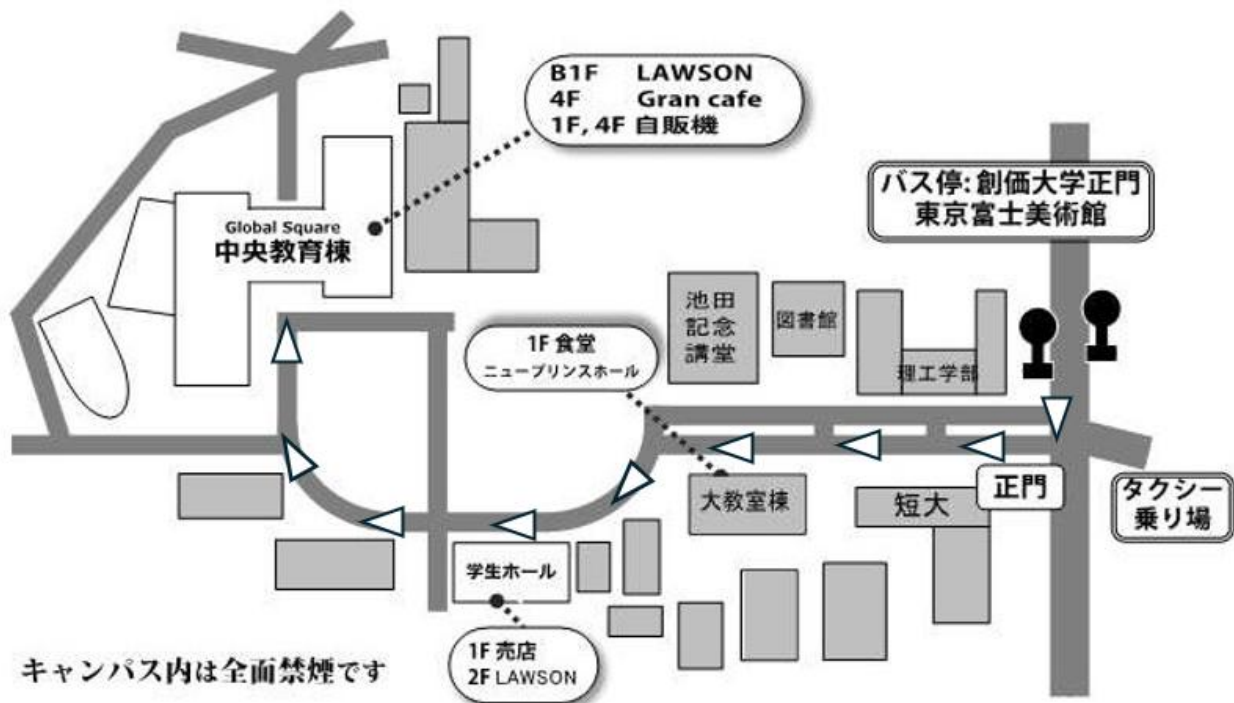 B1F LAWSON
4F Gran cafe
1F, 4F 自販機
バス停: 創価大学正門
東京富士美術館
Global Square
中央教育棟
池田
記念
講堂
図書館
理工学部
1F 食堂
ニュープリンスホール
大教室棟
短大
正門
タクシー
乗り場
学生ホール
1F 売店
2F LAWSON
キャンパス内は全面禁煙です